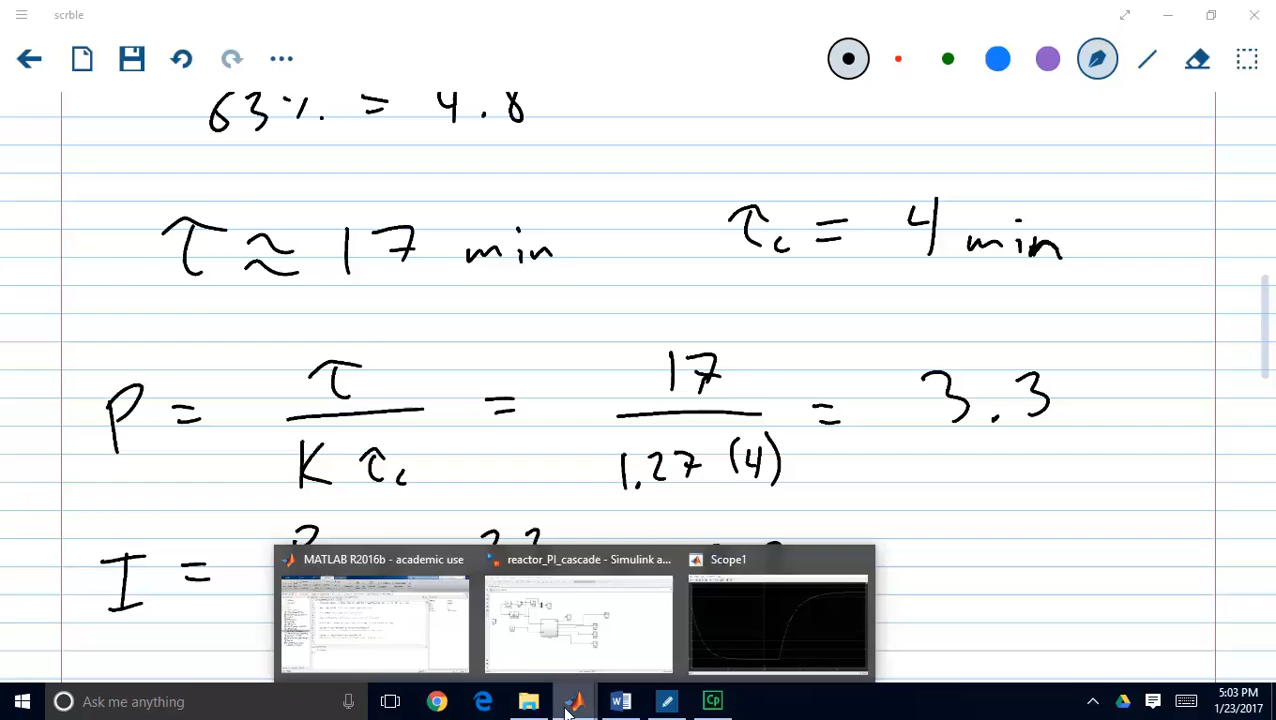 scrble
63% = 4.8
τ ≈ 17 min
τc = 4 min
P = τ / K τc = 17 / 1.27 (4) = 3.3
I =
MATLAB R2016b - academic use
reactor_PI_cascade - Simulink a...
Scope1
Ask me anything
5:03 PM
1/23/2017